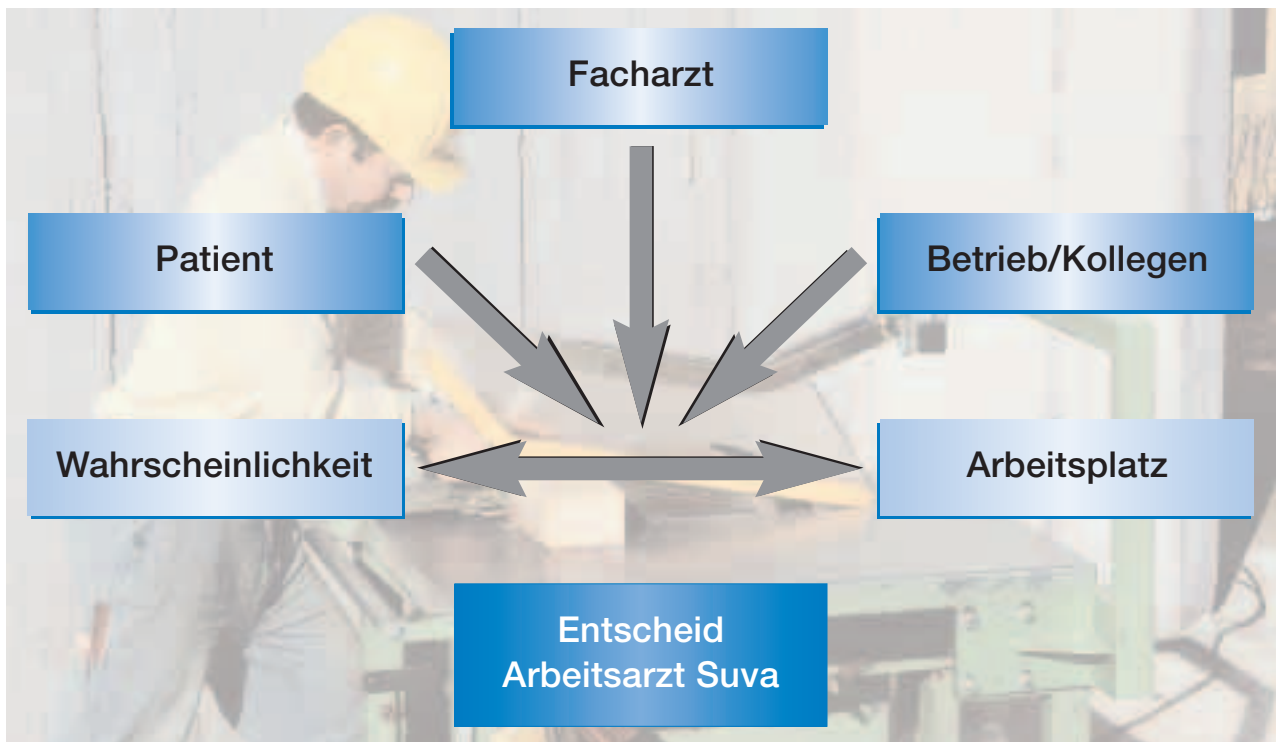 Facharzt
Patient
Betrieb/Kollegen
Wahrscheinlichkeit
Arbeitsplatz
Entscheid
Arbeitsarzt Suva